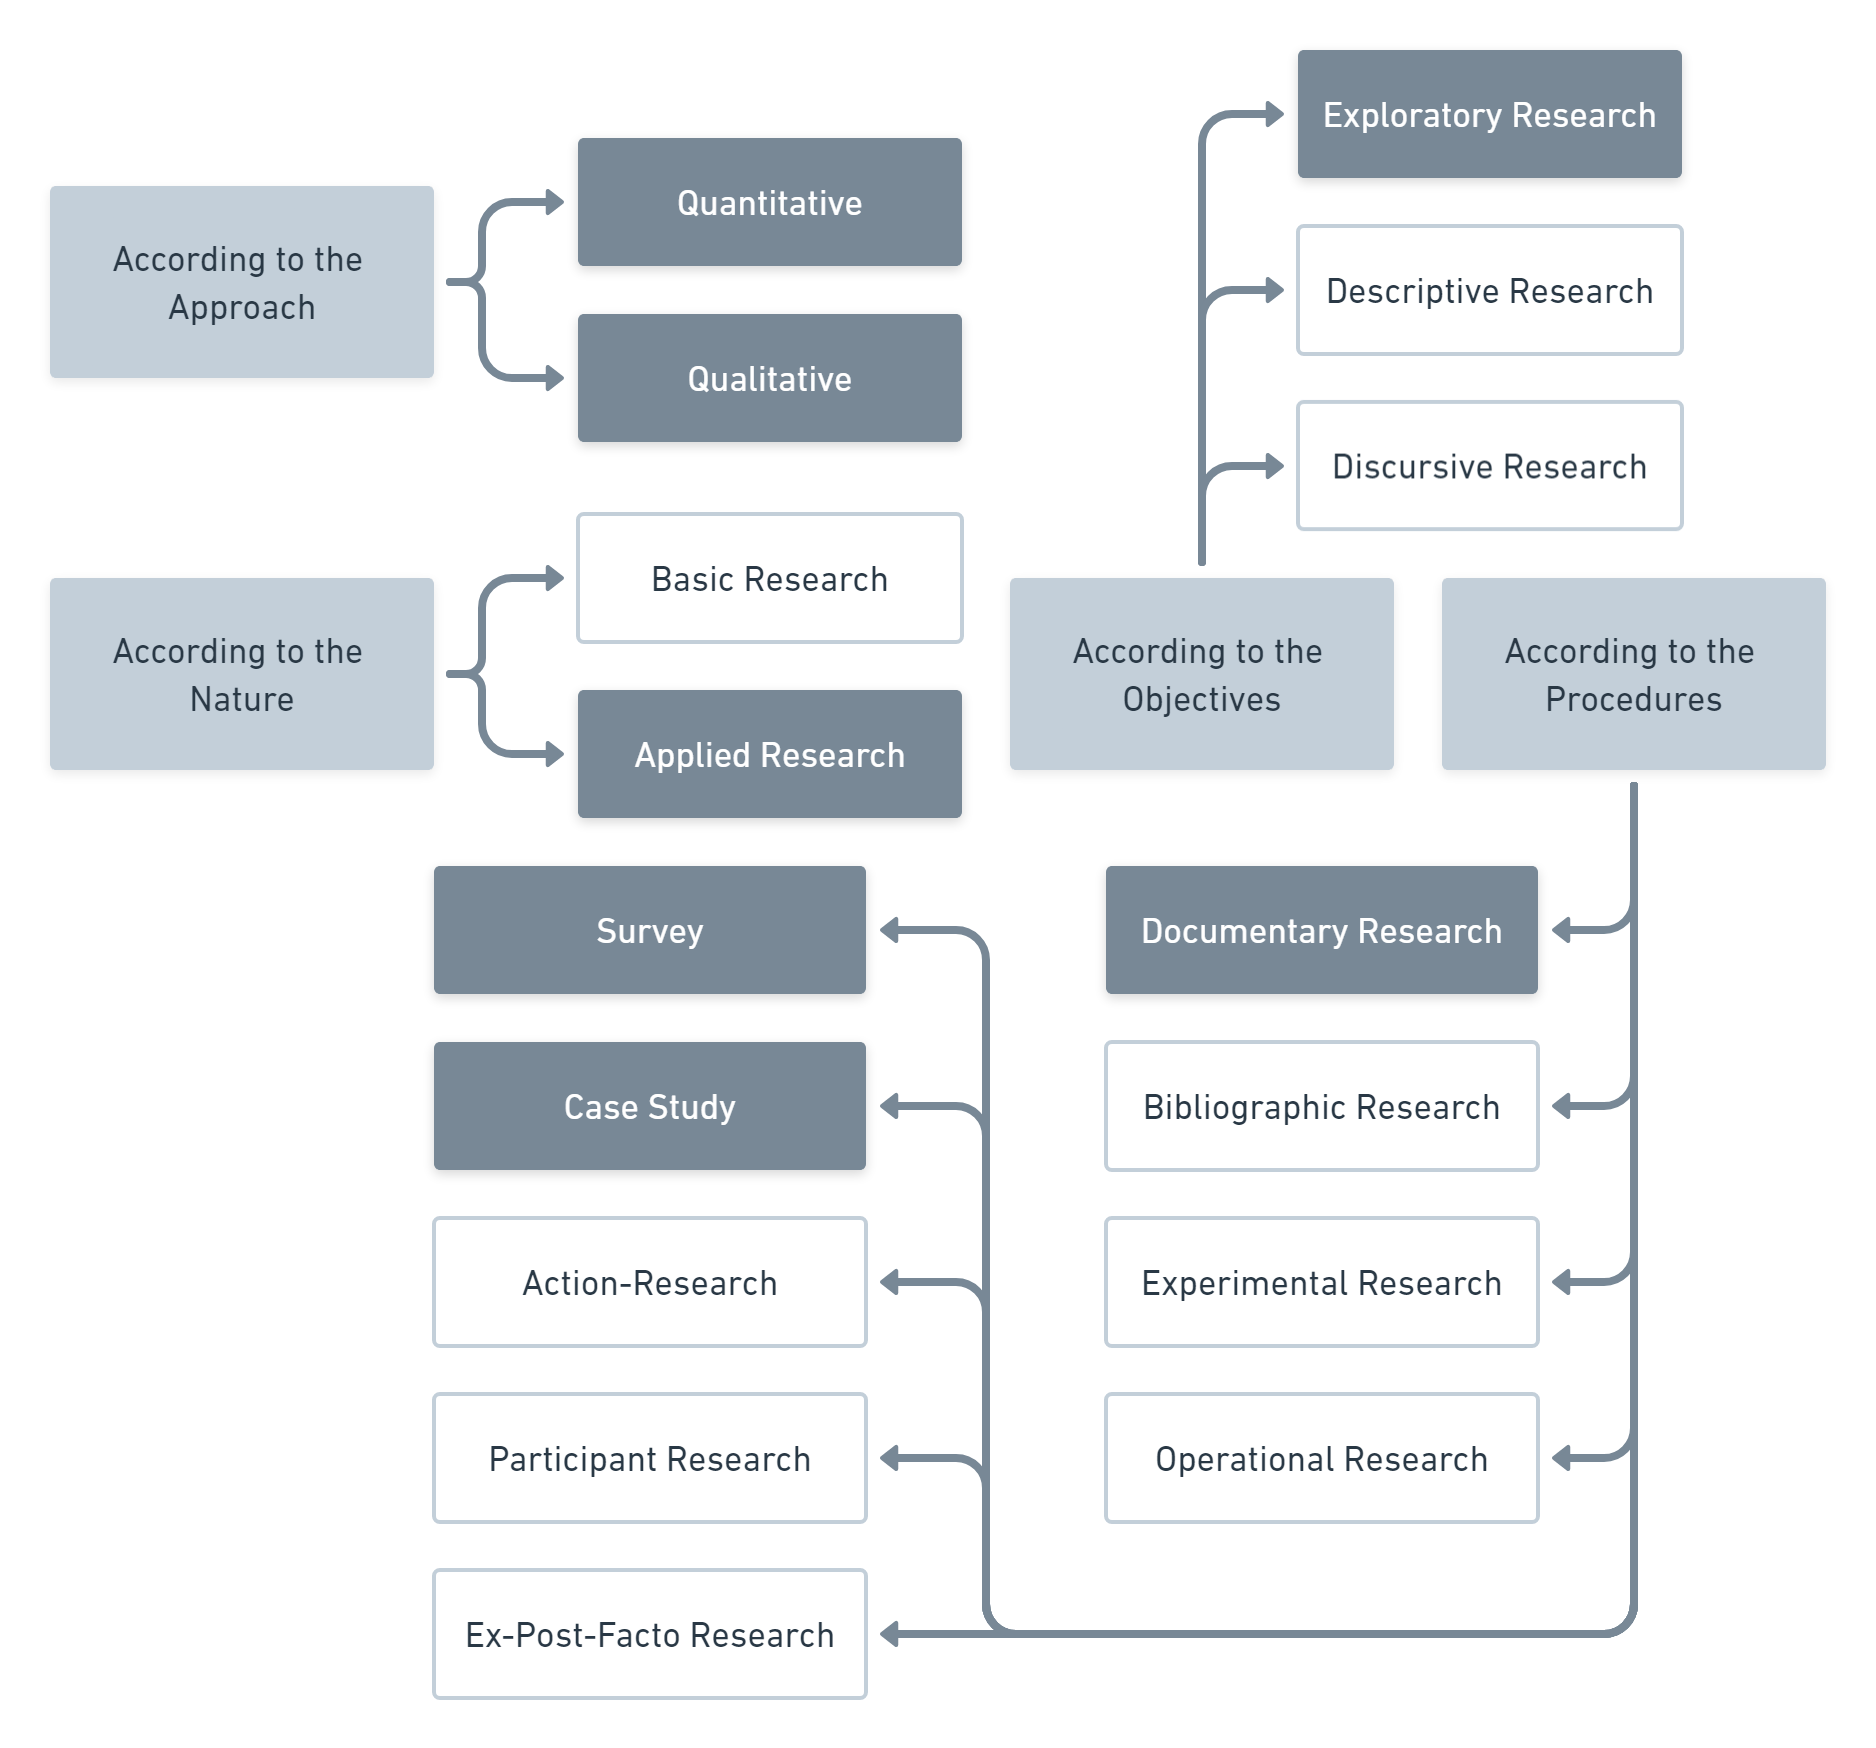 According to the
Approach
Quantitative
Qualitative
According to the
Nature
Basic Research
Applied Research
Exploratory Research
Descriptive Research
Discursive Research
According to the
Objectives
According to the
Procedures
Documentary Research
Bibliographic Research
Experimental Research
Operational Research
Survey
Case Study
Action-Research
Participant Research
Ex-Post-Facto Research